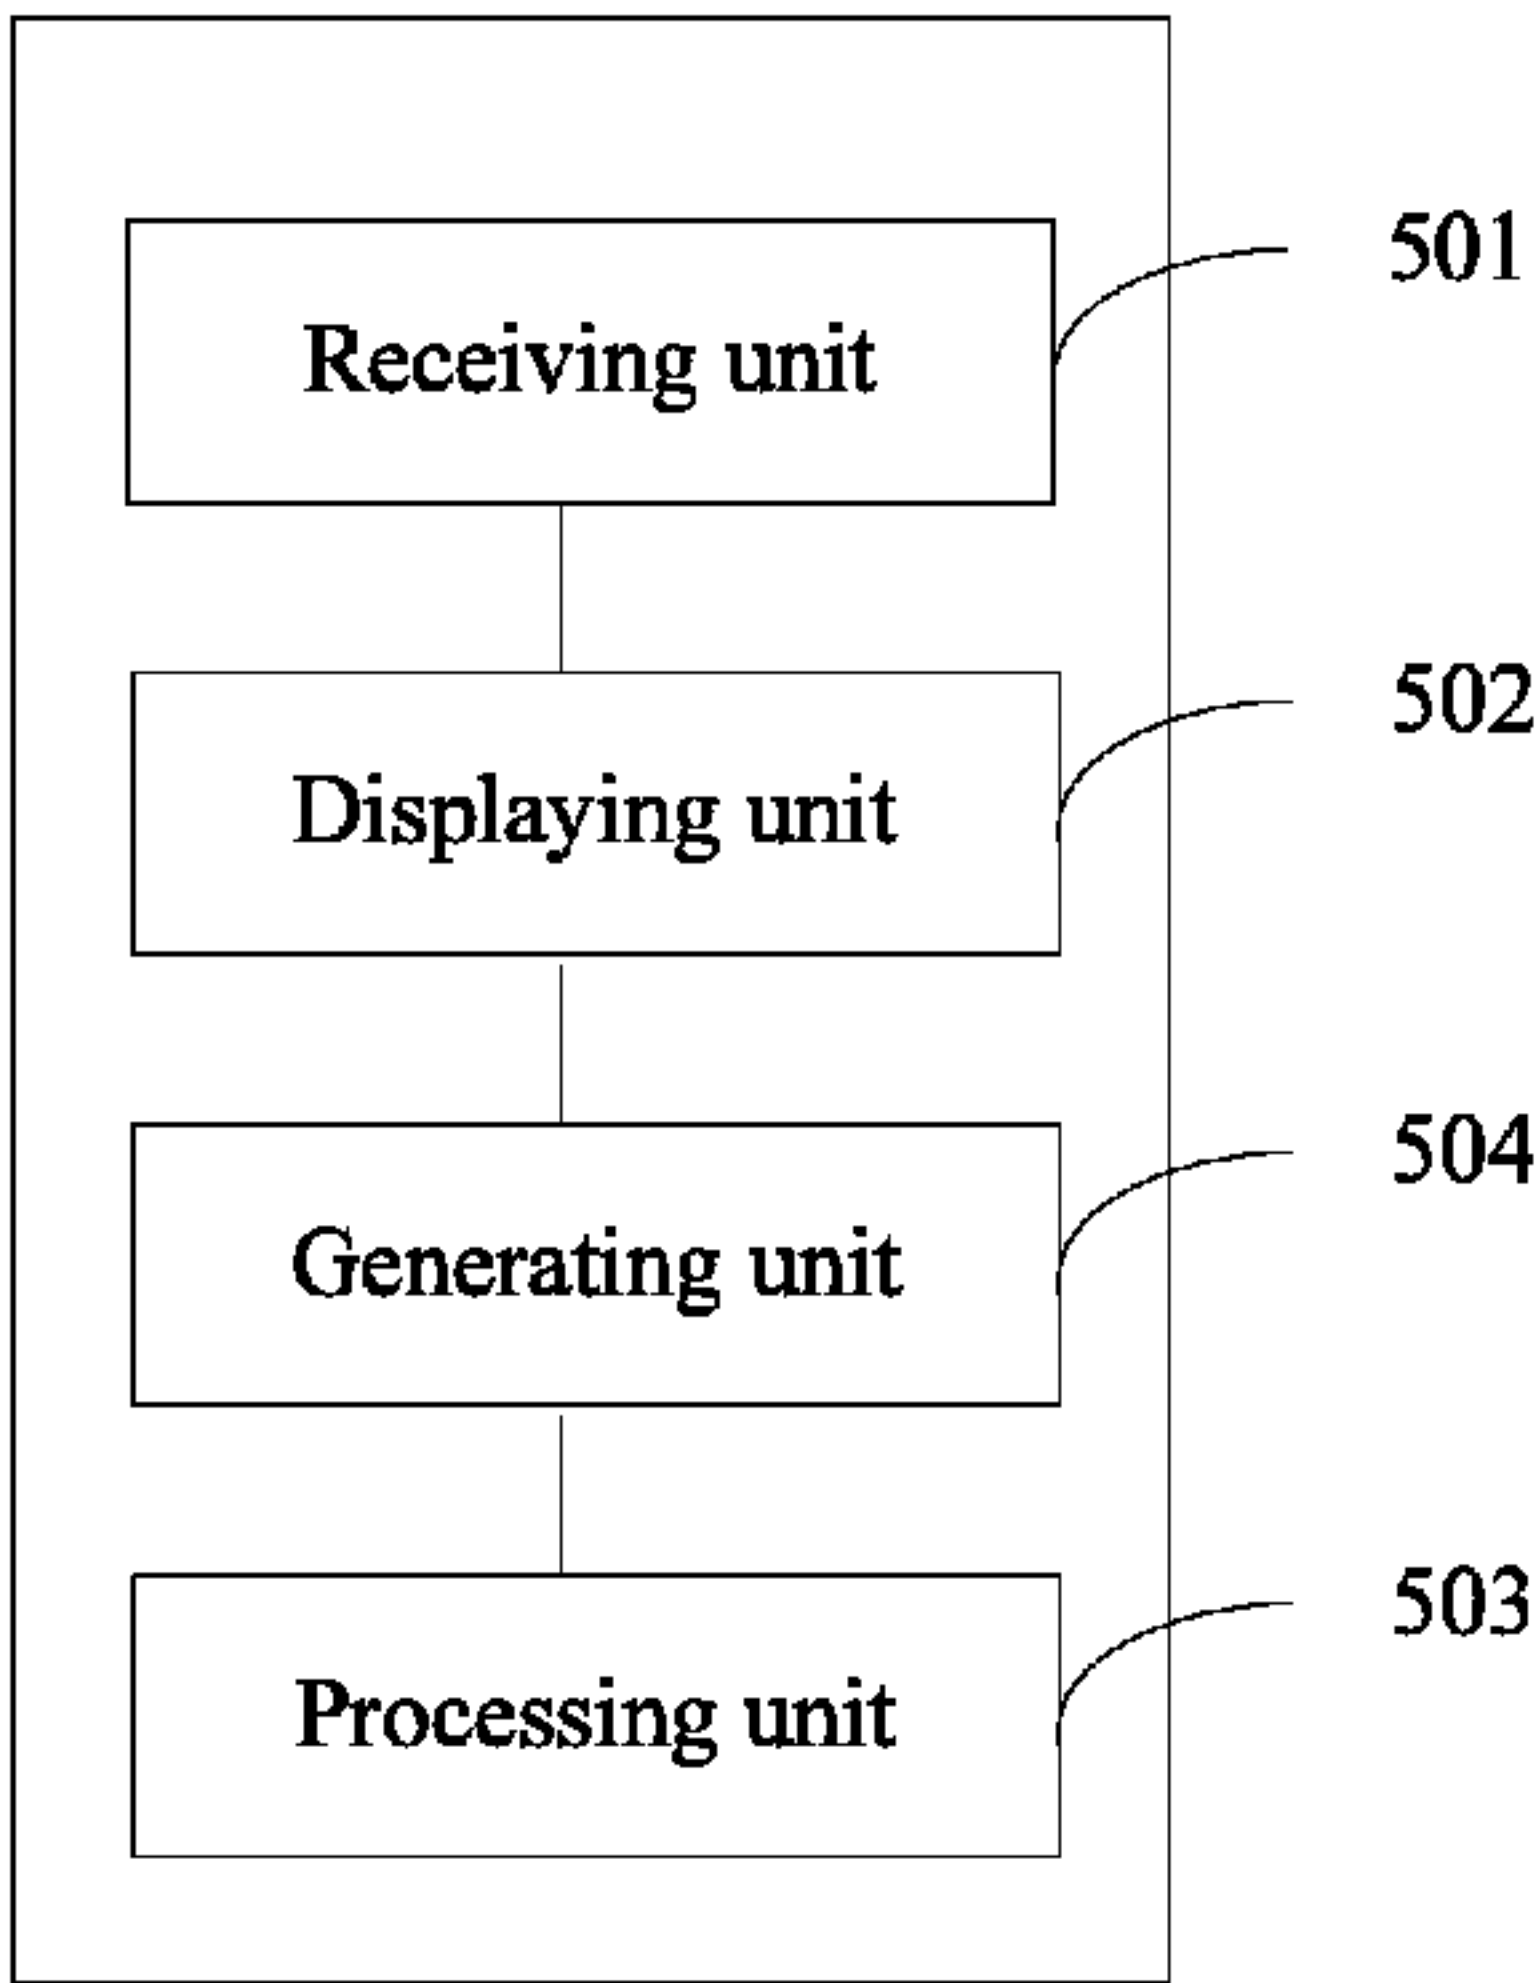 501
Receiving unit
502
Displaying unit
504
Generating unit
503
Processing unit